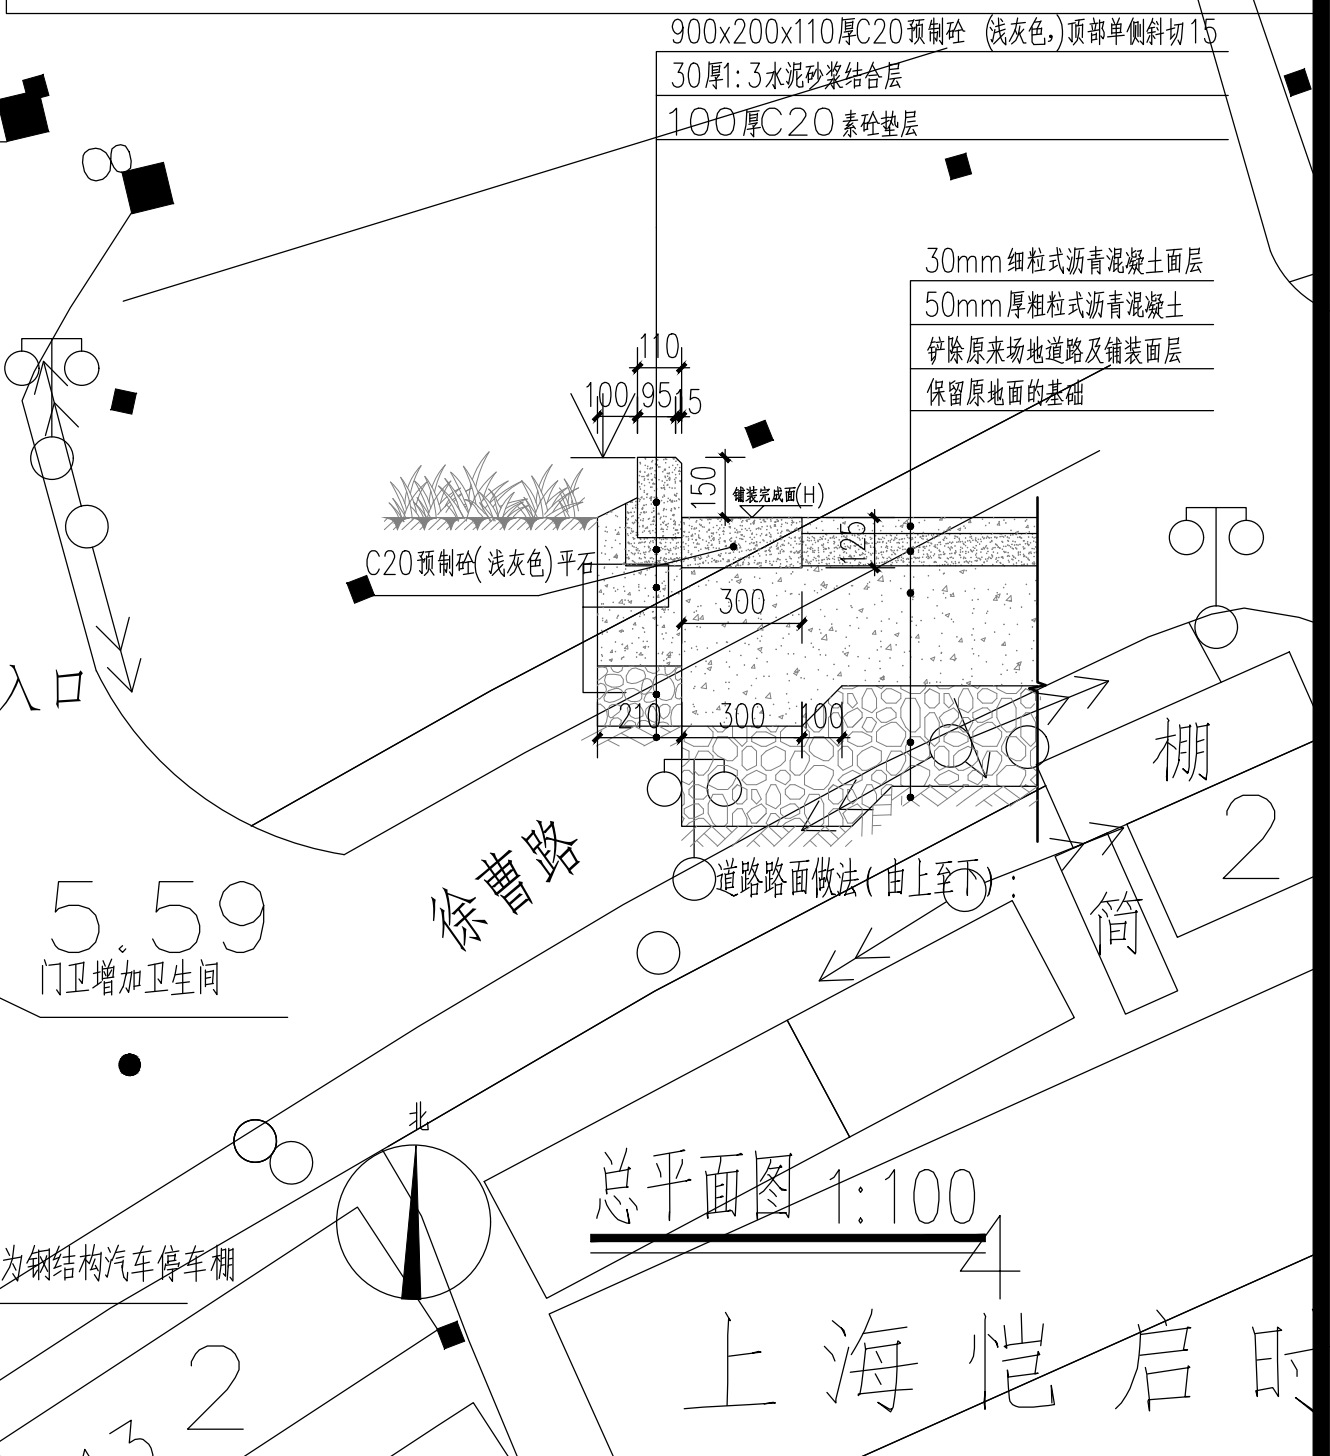 900x200x110厚C20预制砼 (浅灰色,)顶部单侧斜切15
30厚1:3水泥砂浆结合层
100厚C20素砼垫层
30mm细粒式沥青混凝土面层
50mm厚粗粒式沥青混凝土
铲除原来场地道路及铺装面层
保留原地面的基础
110
100 95 15
150
铺装完成面(H)
125
C20预制砼(浅灰色)平石
300
入口
210 300 100
棚
2
作
道路路面做法(由上至下):
徐曹路
简
5.59
门卫增加卫生间
北
总平面图 1:100
4
为钢结构汽车停车棚
上海恺启时
2
3